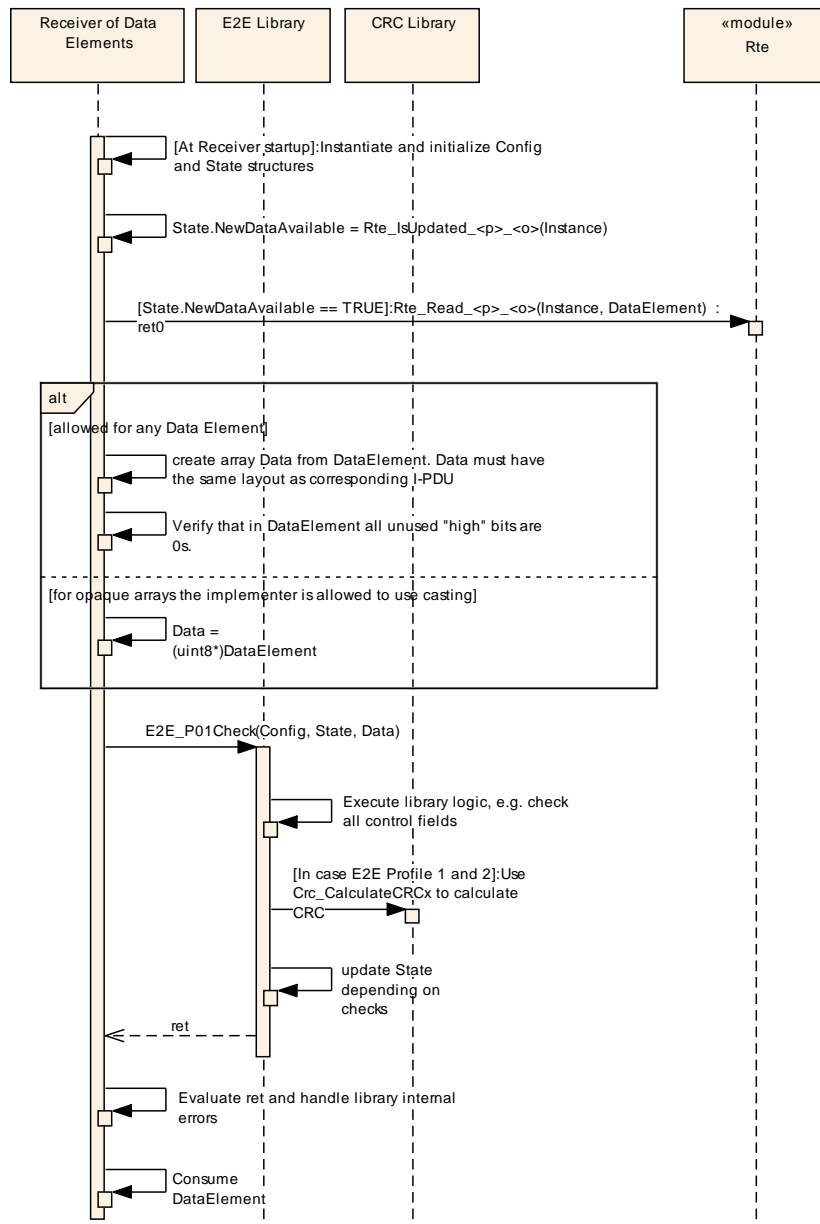 Receiver of Data
Elements
E2E Library
CRC Library
«module»
Rte
[At Receiver startup]:Instantiate and initialize Config
and State structures
State.NewDataAvailable = Rte_IsUpdated_<p>_<o>(Instance)
[State.NewDataAvailable == TRUE]:Rte_Read_<p>_<o>(Instance, DataElement) :
ret0
alt
[allowed for any Data Element]
create array Data from DataElement. Data must have
the same layout as corresponding I-PDU
Verify that in DataElement all unused "high" bits are
0s.
[for opaque arrays the implementer is allowed to use casting]
Data =
(uint8*)DataElement
E2E_P01Check(Config, State, Data)
Execute library logic, e.g. check
all control fields
[In case E2E Profile 1 and 2]:Use
Crc_CalculateCRCx to calculate
CRC
update State
depending on
checks
ret
Evaluate ret and handle library internal
errors
Consume
DataElement